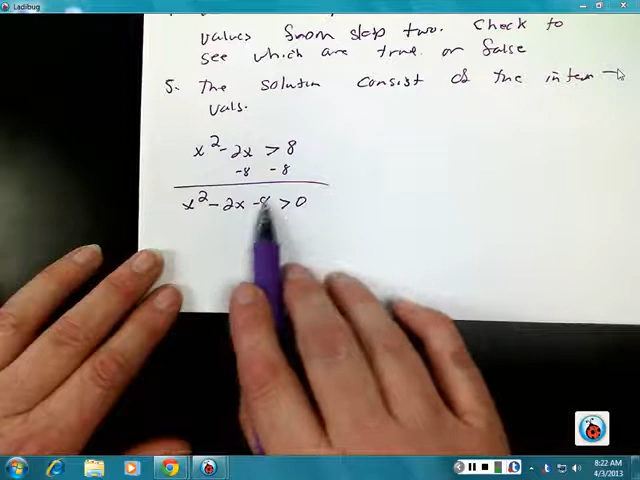 Ladibug
values from step two. Check to
see which are true or false
5. The solution consist of the inter-
vals.
x² - 2x > 8
-8 -8
x² - 2x - 8 > 0
8:22 AM
4/3/2013